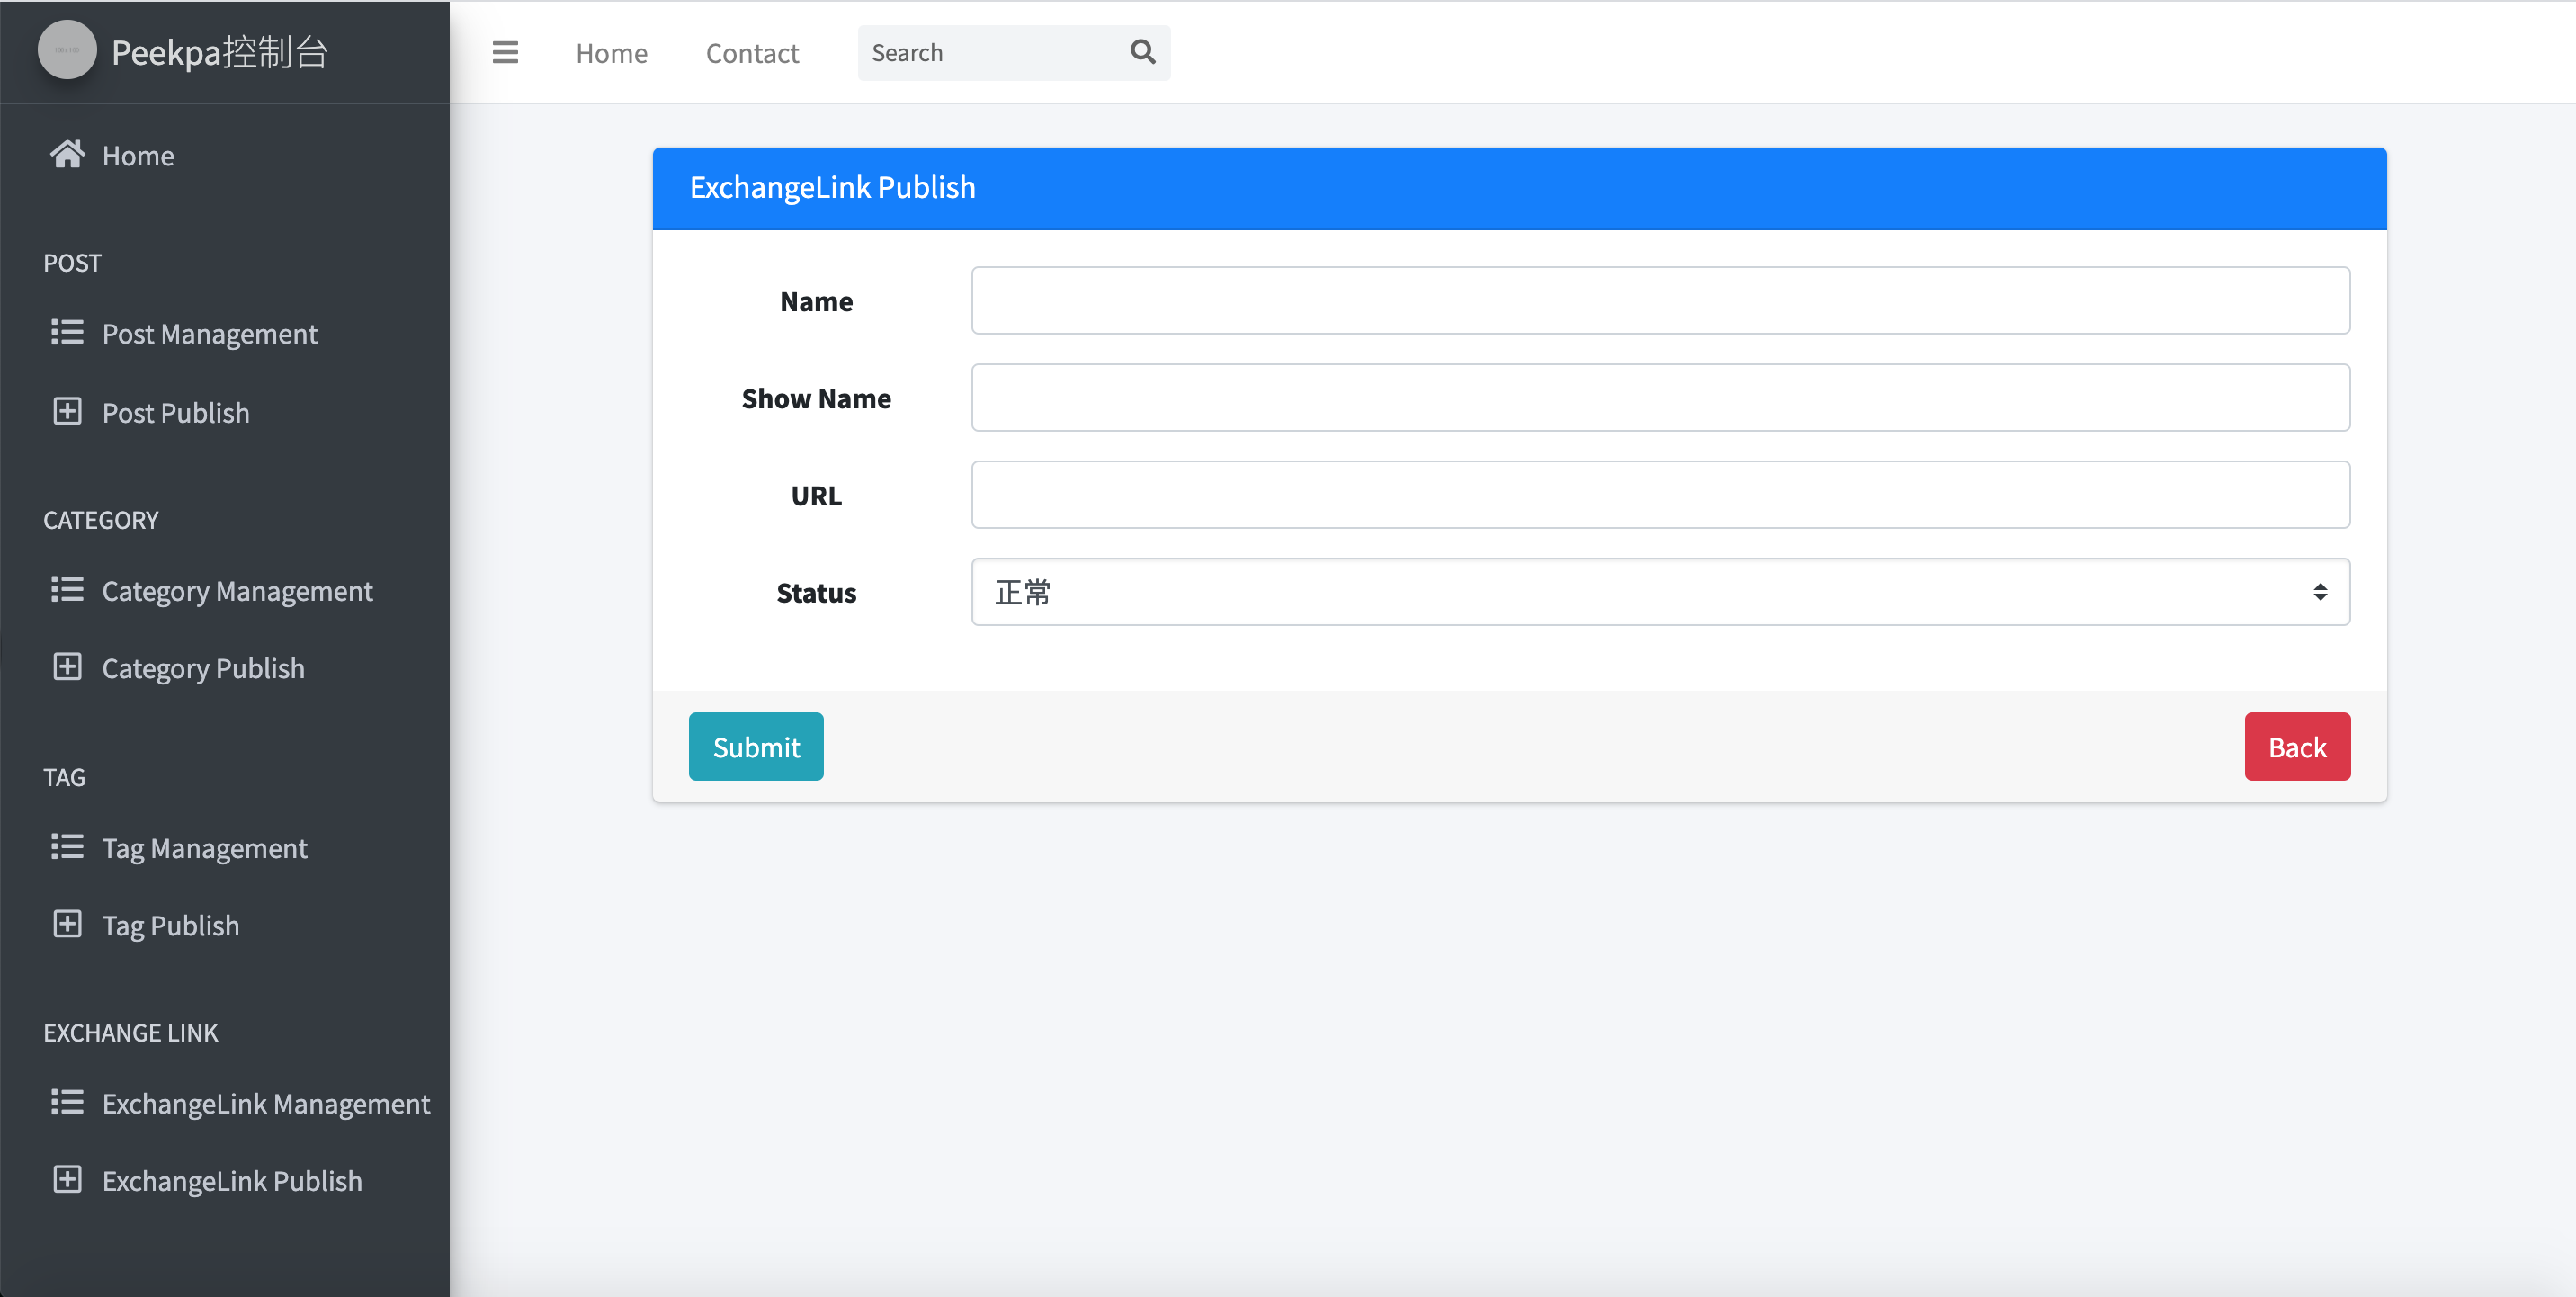 Peekpa控制台
Home
Contact
Search
Home
POST
Post Management
Post Publish
CATEGORY
Category Management
Category Publish
TAG
Tag Management
Tag Publish
EXCHANGE LINK
ExchangeLink Management
ExchangeLink Publish
ExchangeLink Publish
Name
Show Name
URL
Status
正常
Submit
Back